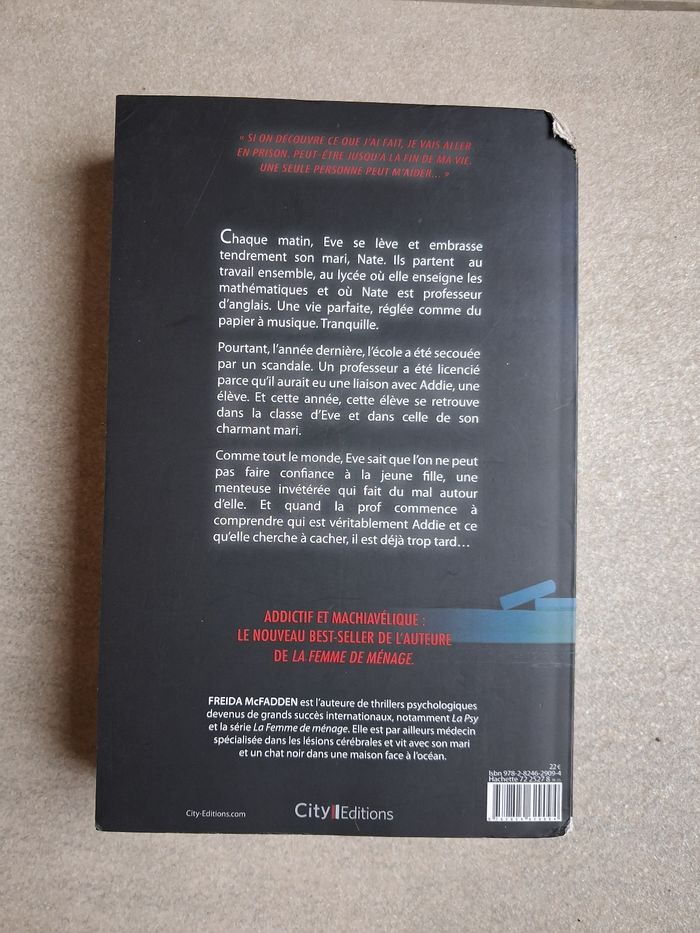 « SI ON DÉCOUVRE CE QUE J'AI FAIT, JE VAIS ALLER
EN PRISON. PEUT-ÊTRE JUSQU'À LA FIN DE MA VIE.
UNE SEULE PERSONNE PEUT M'AIDER... »
Chaque matin, Eve se lève et embrasse
tendrement son mari, Nate. Ils partent au
travail ensemble, au lycée où elle enseigne les
mathématiques et où Nate est professeur
d'anglais. Une vie parfaite, réglée comme du
papier à musique. Tranquille.
Pourtant, l'année dernière, l'école a été secouée
par un scandale. Un professeur a été licencié
parce qu'il aurait eu une liaison avec Addie, une
élève. Et cette année, cette élève se retrouve
dans la classe d'Eve et dans celle de son
charmant mari.
Comme tout le monde, Eve sait que l'on ne peut
pas faire confiance à la jeune fille, une
menteuse invétérée qui fait du mal autour
d'elle. Et quand la prof commence à
comprendre qui est véritablement Addie et ce
qu'elle cherche à cacher, il est déjà trop tard...
ADDICTIF ET MACHIAVÉLIQUE :
LE NOUVEAU BEST-SELLER DE L'AUTEURE
DE LA FEMME DE MÉNAGE.
FREIDA McFADDEN est l'auteure de thrillers psychologiques
devenus de grands succès internationaux, notamment La Psy
et la série La Femme de ménage. Elle est par ailleurs médecin
spécialisée dans les lésions cérébrales et vit avec son mari
et un chat noir dans une maison face à l'océan.
22 €
Isbn 978-2-8246-2909-4
Hachette 72 2527 8
City-Editions.com
City Editions